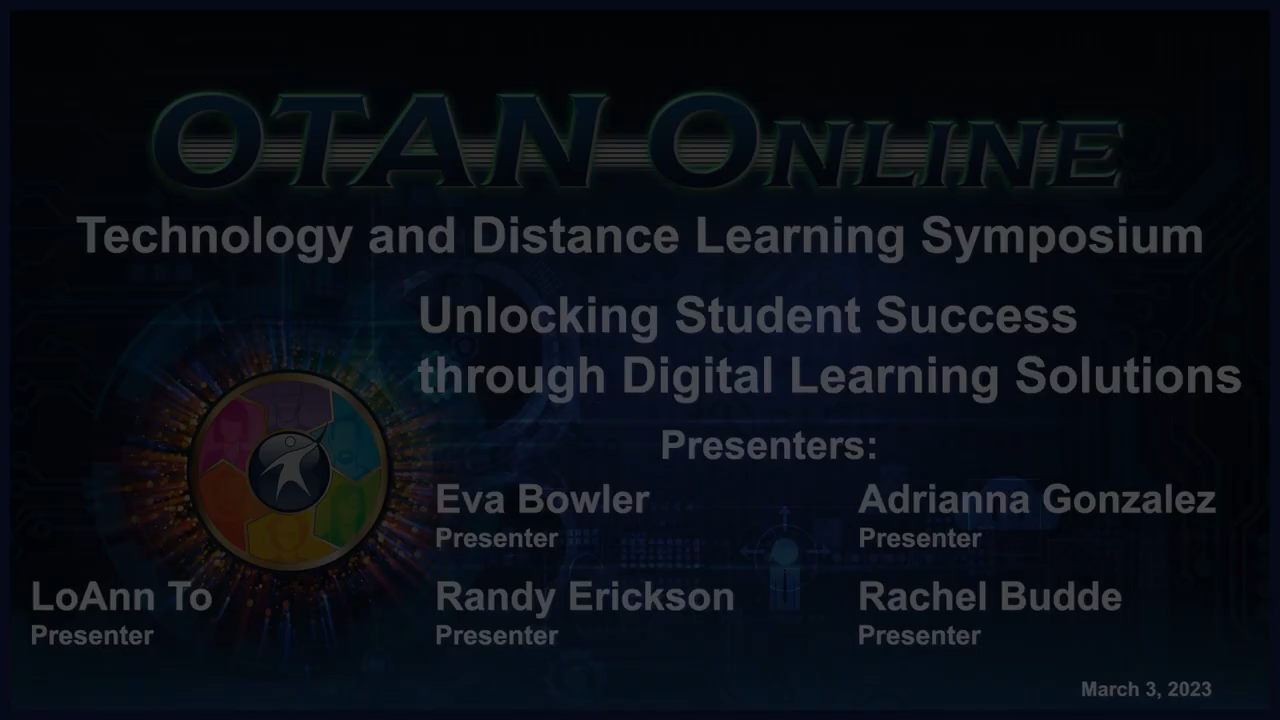 OTAN ONLINE
Technology and Distance Learning Symposium
Unlocking Student Success
through Digital Learning Solutions
Presenters:
Eva Bowler
Presenter
Adrianna Gonzalez
Presenter
LoAnn To
Presenter
Randy Erickson
Presenter
Rachel Budde
Presenter
March 3, 2023